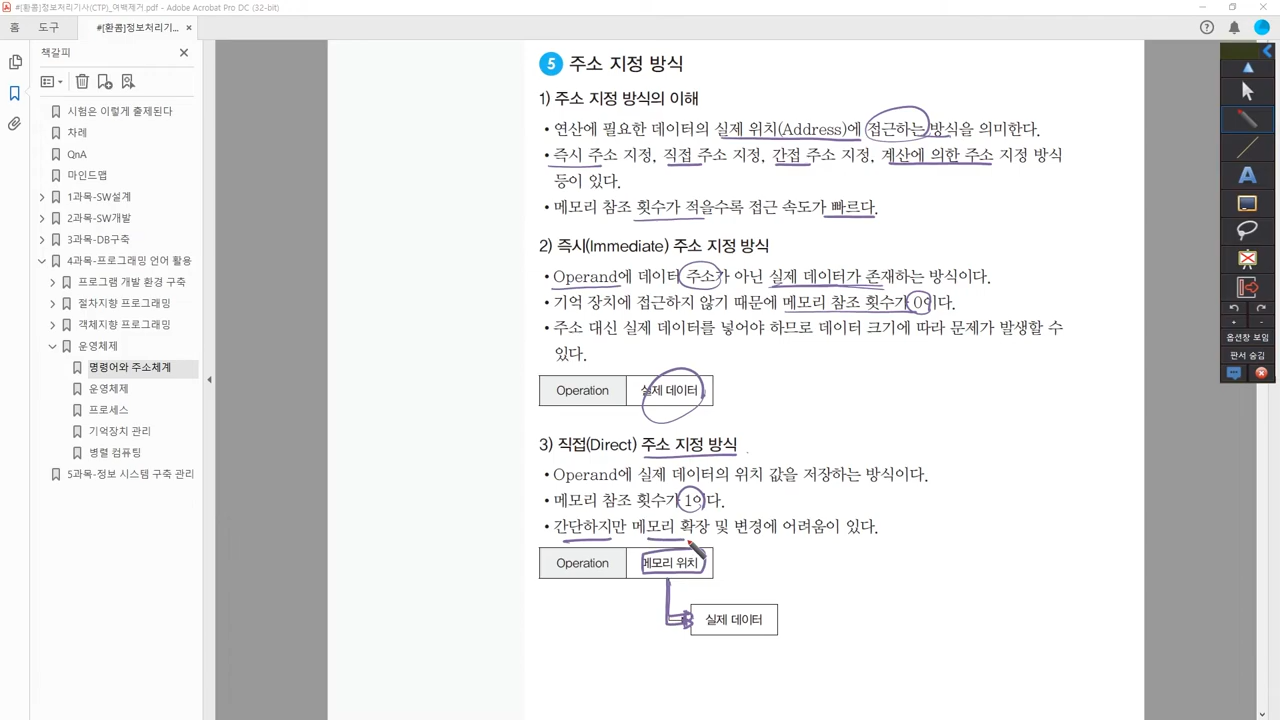 #[환콤]정보처리기사(CTP)_여백제거.pdf - Adobe Acrobat Pro DC (32-bit)
홈
도구
#[환콤]정보처리기...
책갈피
시험은 이렇게 출제된다
차례
QnA
마인드맵
1과목-SW설계
2과목-SW개발
3과목-DB구축
4과목-프로그래밍 언어 활용
프로그램 개발 환경 구축
절차지향 프로그래밍
객체지향 프로그래밍
운영체제
명령어와 주소체계
운영체제
프로세스
기억장치 관리
병렬 컴퓨팅
5과목-정보 시스템 구축 관리
5 주소 지정 방식
1) 주소 지정 방식의 이해
• 연산에 필요한 데이터의 실제 위치(Address)에 접근하는 방식을 의미한다.
• 즉시 주소 지정, 직접 주소 지정, 간접 주소 지정, 계산에 의한 주소 지정 방식
등이 있다.
• 메모리 참조 횟수가 적을수록 접근 속도가 빠르다.
2) 즉시(Immediate) 주소 지정 방식
• Operand에 데이터 주소가 아닌 실제 데이터가 존재하는 방식이다.
• 기억 장치에 접근하지 않기 때문에 메모리 참조 횟수가 0이다.
• 주소 대신 실제 데이터를 넣어야 하므로 데이터 크기에 따라 문제가 발생할 수
있다.
Operation 실제 데이터
3) 직접(Direct) 주소 지정 방식
• Operand에 실제 데이터의 위치 값을 저장하는 방식이다.
• 메모리 참조 횟수가 1이다.
• 간단하지만 메모리 확장 및 변경에 어려움이 있다.
Operation 메모리 위치
실제 데이터
옵션창 보임
판서 숨김